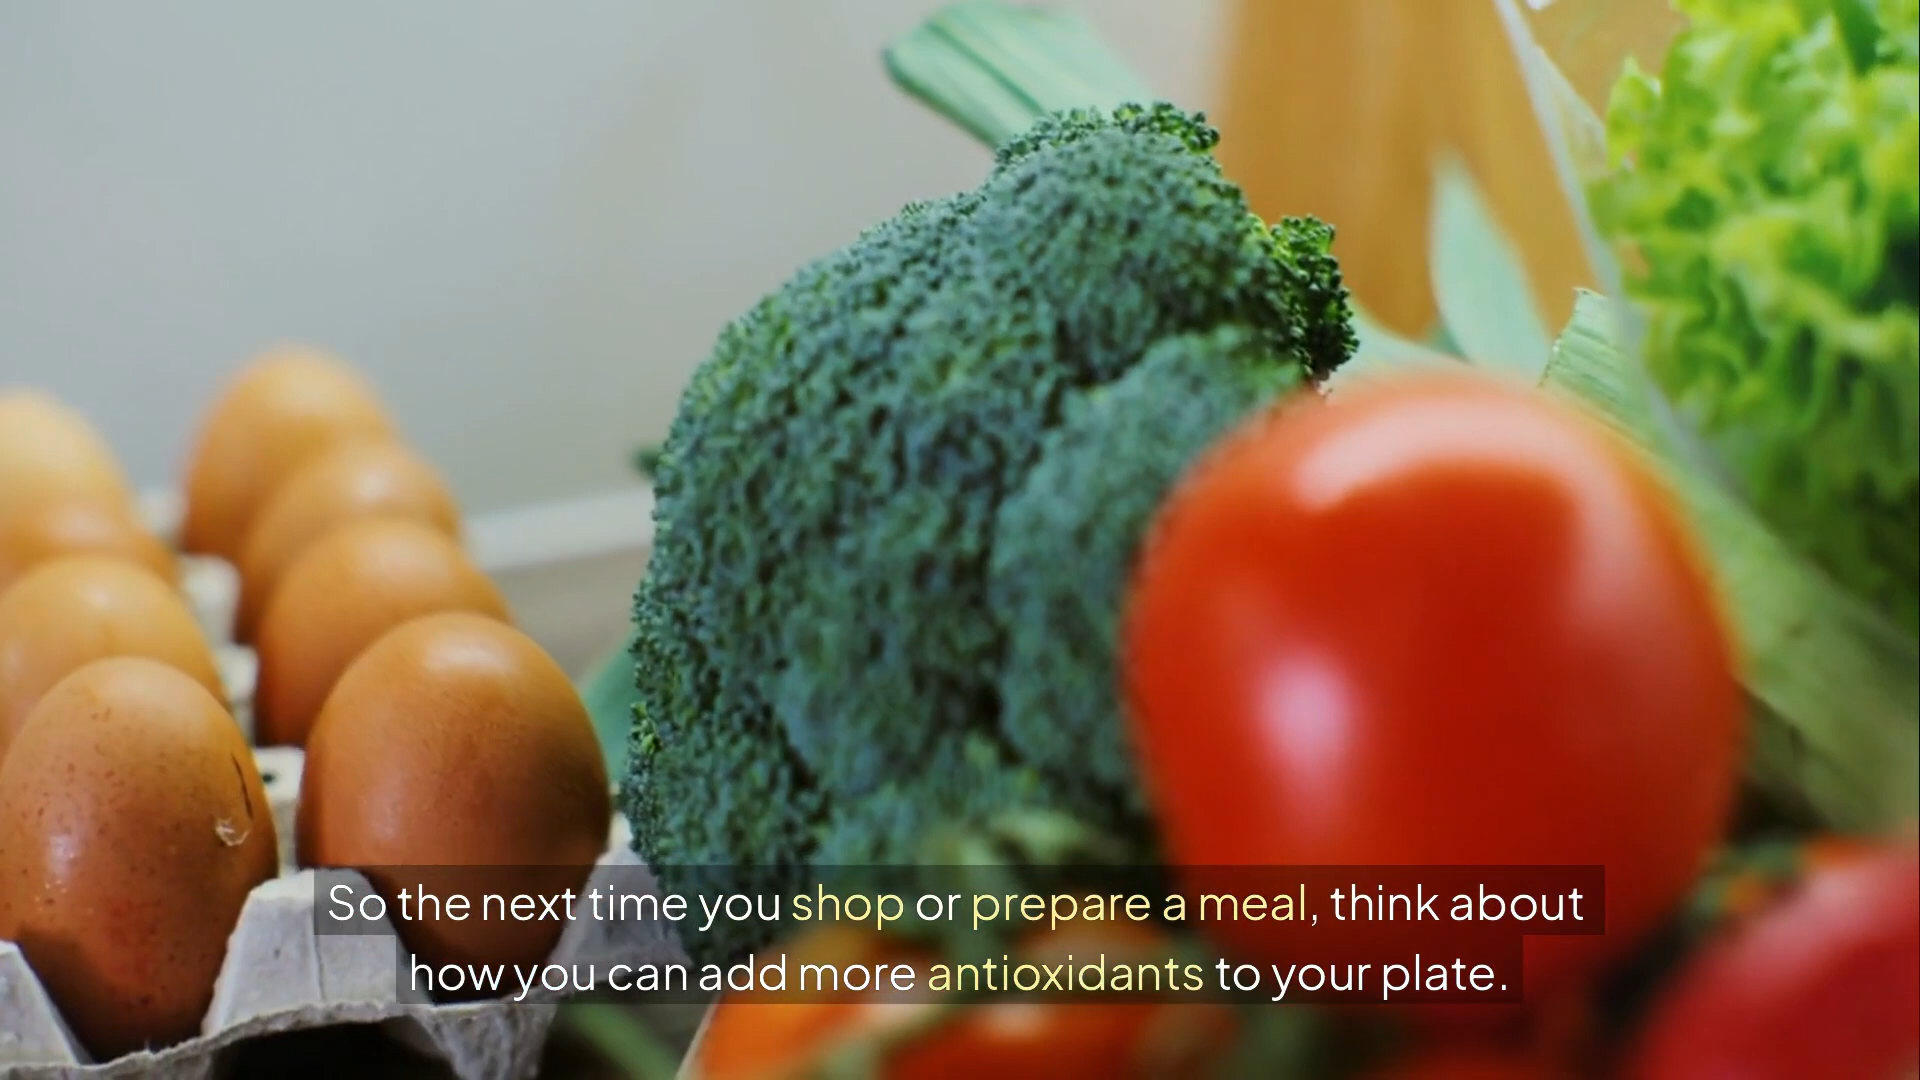 So the next time you shop or prepare a meal, think about
how you can add more antioxidants to your plate.